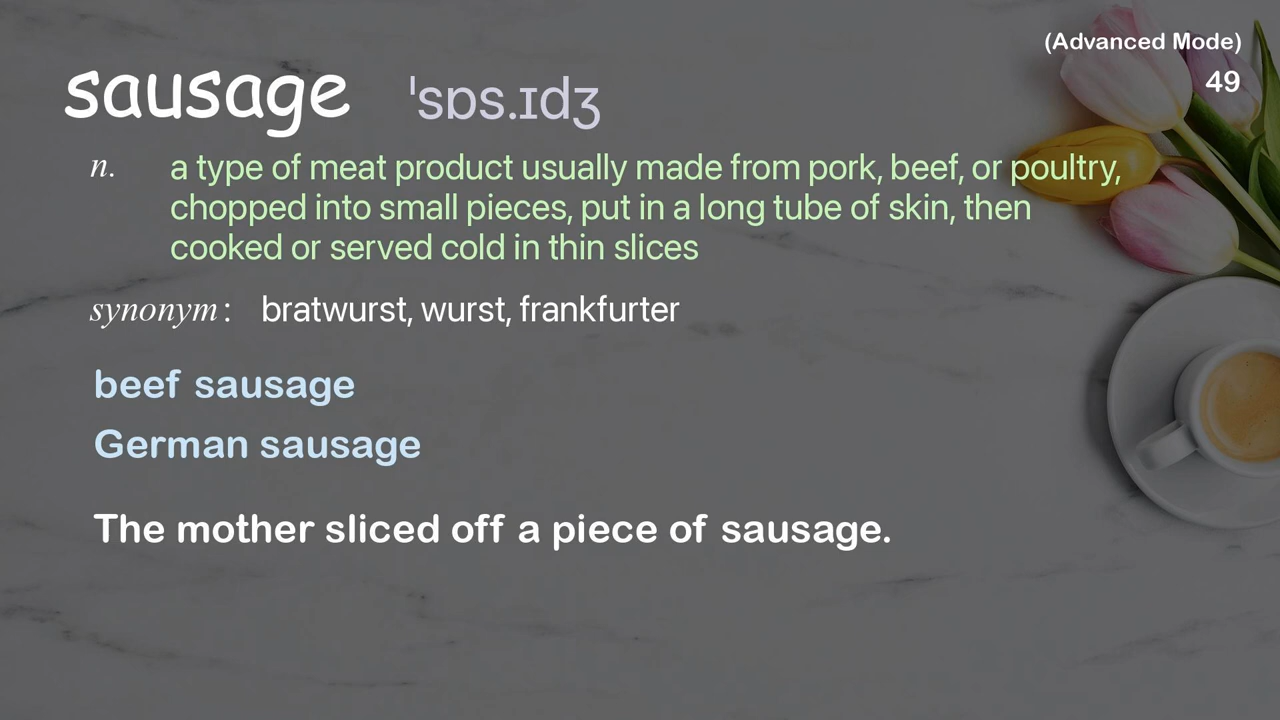 (Advanced Mode)
49
sausage ˈsɒs.ɪdʒ
n. a type of meat product usually made from pork, beef, or poultry,
chopped into small pieces, put in a long tube of skin, then
cooked or served cold in thin slices
synonym: bratwurst, wurst, frankfurter
beef sausage
German sausage
The mother sliced off a piece of sausage.